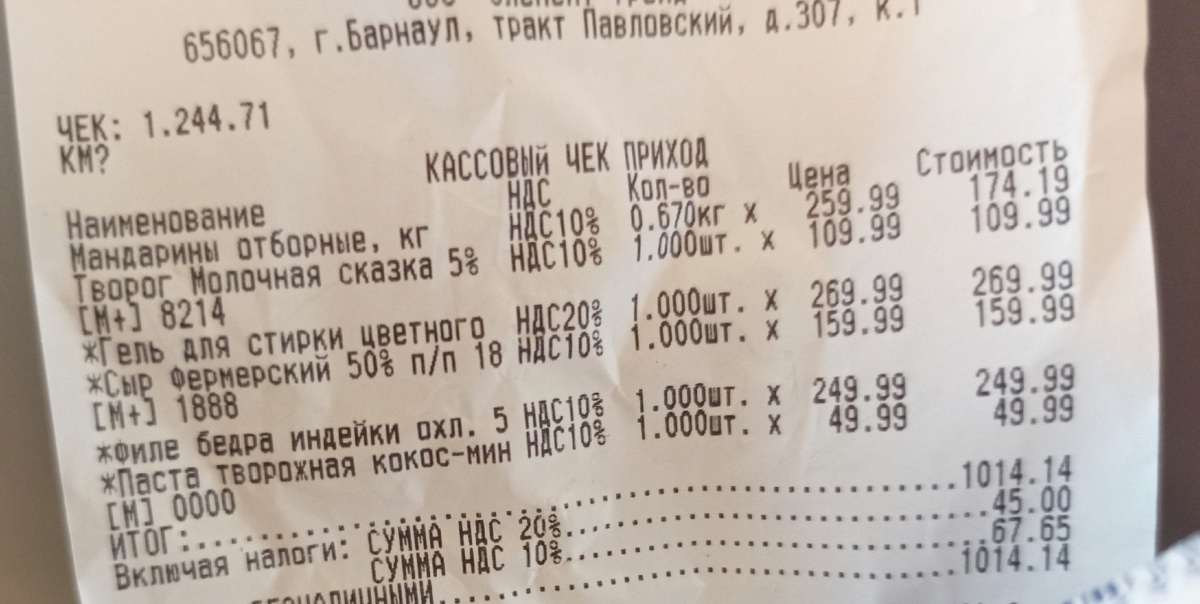 656067, г.Барнаул, тракт Павловский, д.307, к.1
ЧЕК: 1.244.71
КМ?
КАССОВЫЙ ЧЕК ПРИХОД
Наименование НДС Кол-во Цена Стоимость
Мандарины отборные, кг НДС10% 0.670кг X 259.99 174.19
Творог Молочная сказка 5% НДС10% 1.000шт. X 109.99 109.99
[М+] 8214
*Гель для стирки цветного НДС20% 1.000шт. X 269.99 269.99
*Сыр Фермерский 50% п/п 18 НДС10% 1.000шт. X 159.99 159.99
[М+] 1888
*Филе бедра индейки охл. 5 НДС10% 1.000шт. X 249.99 249.99
*Паста творожная кокос-мин НДС10% 1.000шт. X 49.99 49.99
[М] 0000
ИТОГ:..............................1014.14
Включая налоги: СУММА НДС 20%..............................45.00
СУММА НДС 10%..............................67.65
БЕЗНАЛИЧНЫМИ..............................1014.14